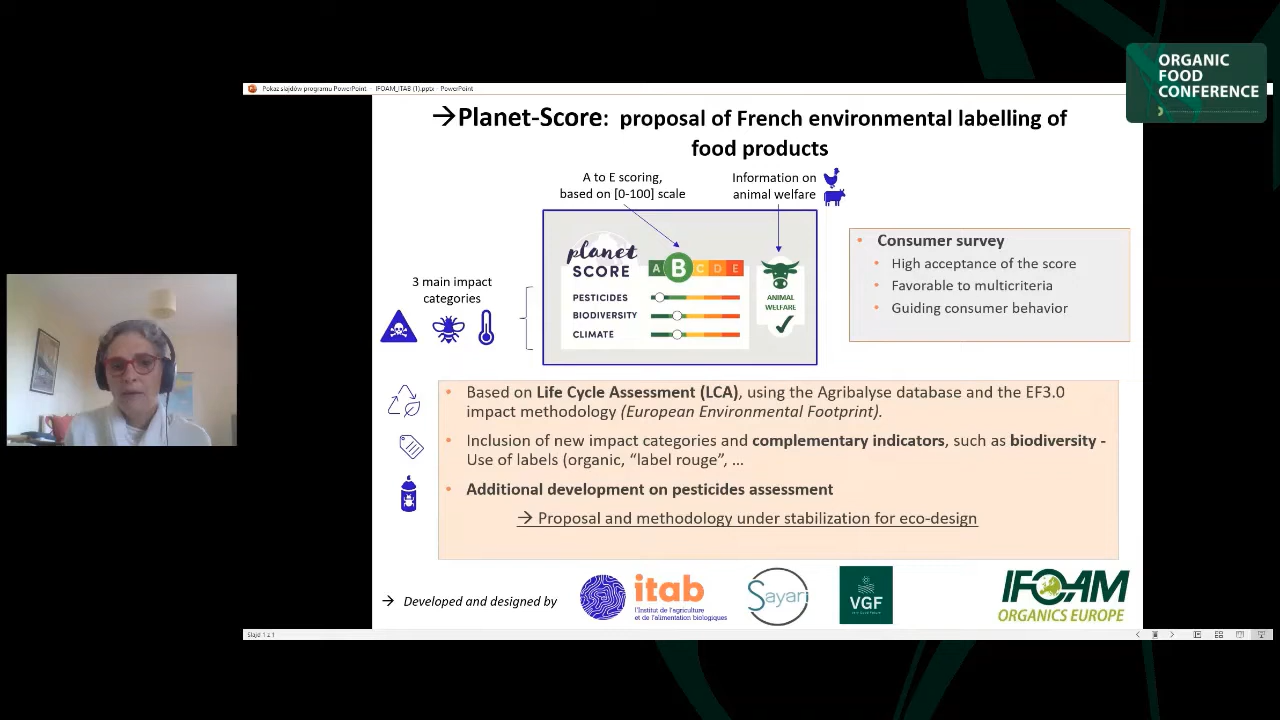 Pokaz slajdów programu PowerPoint - IFOAM_ITAB (1).pptx - PowerPoint
ORGANIC
FOOD
CONFERENCE
→Planet-Score: proposal of French environmental labelling of
food products
A to E scoring,
based on [0-100] scale
Information on
animal welfare
3 main impact
categories
planet
SCORE
A B C D E
PESTICIDES
BIODIVERSITY
CLIMATE
ANIMAL
WELFARE
• Consumer survey
• High acceptance of the score
• Favorable to multicriteria
• Guiding consumer behavior
• Based on Life Cycle Assessment (LCA), using the Agribalyse database and the EF3.0
impact methodology (European Environmental Footprint).
• Inclusion of new impact categories and complementary indicators, such as biodiversity -
Use of labels (organic, “label rouge”, ...
• Additional development on pesticides assessment
→ Proposal and methodology under stabilization for eco-design
→ Developed and designed by
itab
l'Institut de l'agriculture
et de l'alimentation biologiques
Sayari
VGF
IFOAM
ORGANICS EUROPE
Slajd 1 z 1